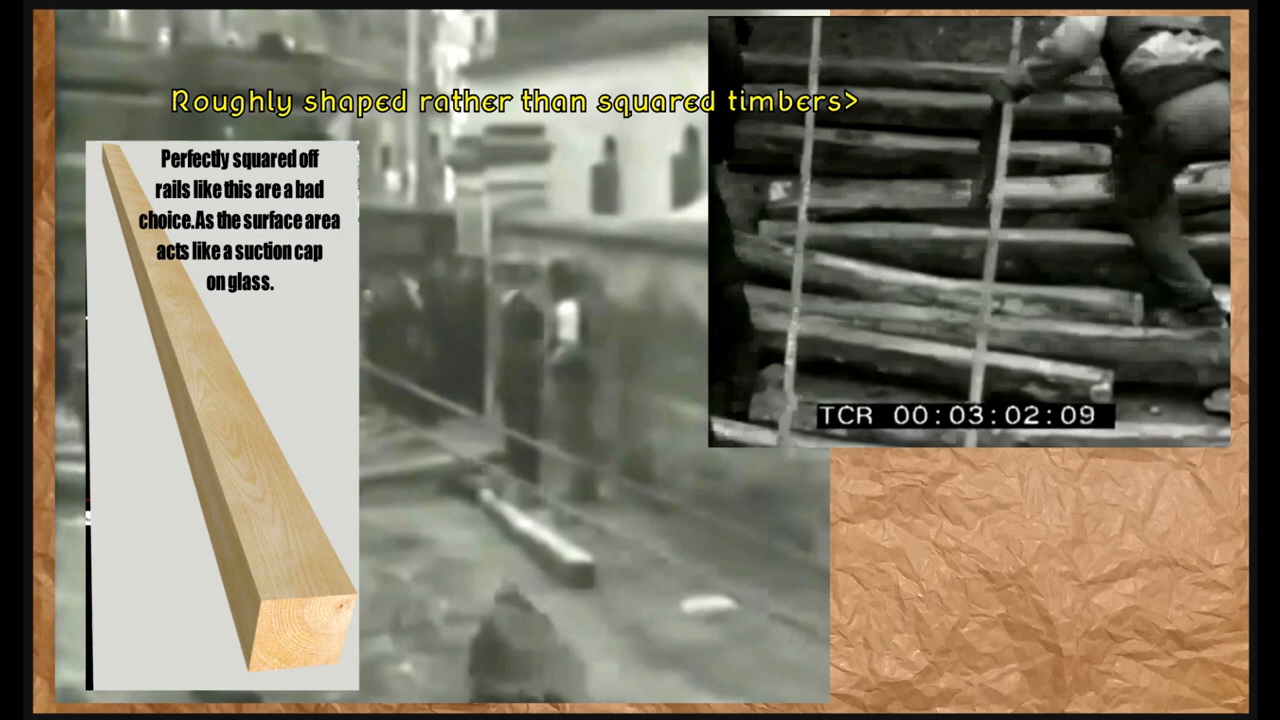 Roughly shaped rather than squared timbers>
Perfectly squared off
rails like this are a bad
choice.As the surface area
acts like a suction cap
on glass.
TCR 00:03:02:09